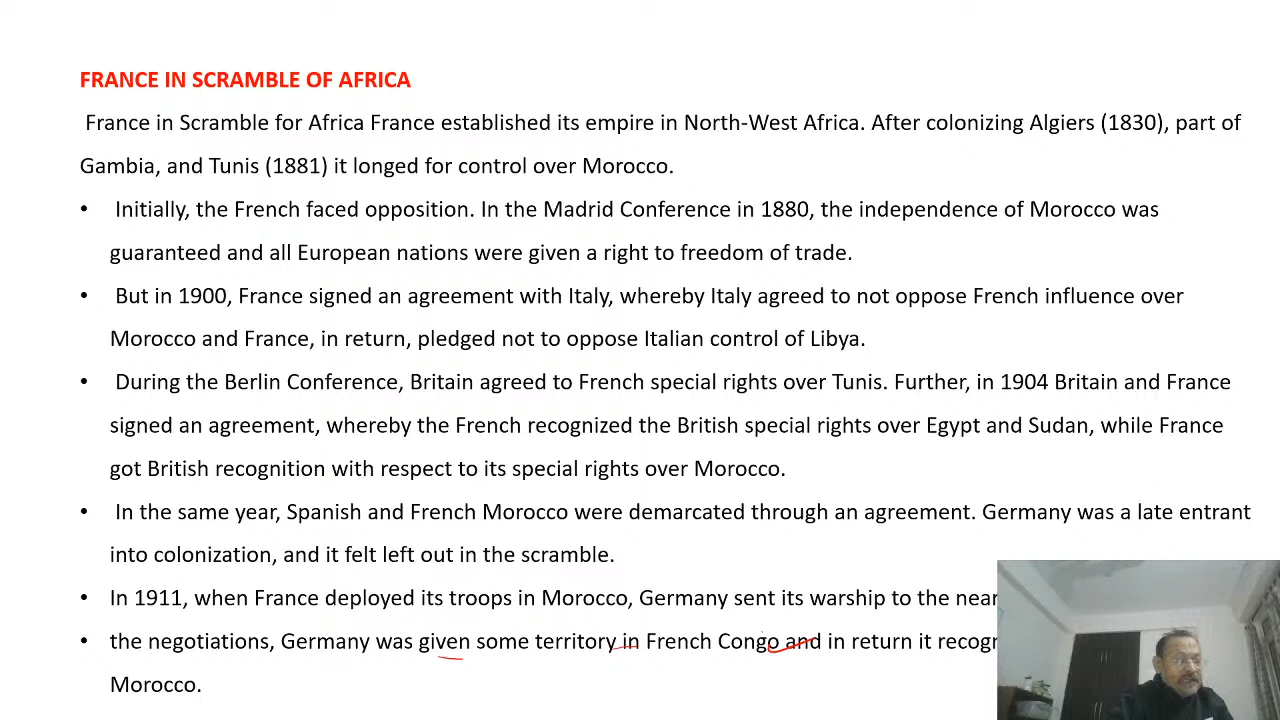 FRANCE IN SCRAMBLE OF AFRICA
France in Scramble for Africa France established its empire in North-West Africa. After colonizing Algiers (1830), part of
Gambia, and Tunis (1881) it longed for control over Morocco.
• Initially, the French faced opposition. In the Madrid Conference in 1880, the independence of Morocco was
guaranteed and all European nations were given a right to freedom of trade.
• But in 1900, France signed an agreement with Italy, whereby Italy agreed to not oppose French influence over
Morocco and France, in return, pledged not to oppose Italian control of Libya.
• During the Berlin Conference, Britain agreed to French special rights over Tunis. Further, in 1904 Britain and France
signed an agreement, whereby the French recognized the British special rights over Egypt and Sudan, while France
got British recognition with respect to its special rights over Morocco.
• In the same year, Spanish and French Morocco were demarcated through an agreement. Germany was a late entrant
into colonization, and it felt left out in the scramble.
• In 1911, when France deployed its troops in Morocco, Germany sent its warship to the
• the negotiations, Germany was given some territory in French Congo and in return it
Morocco.